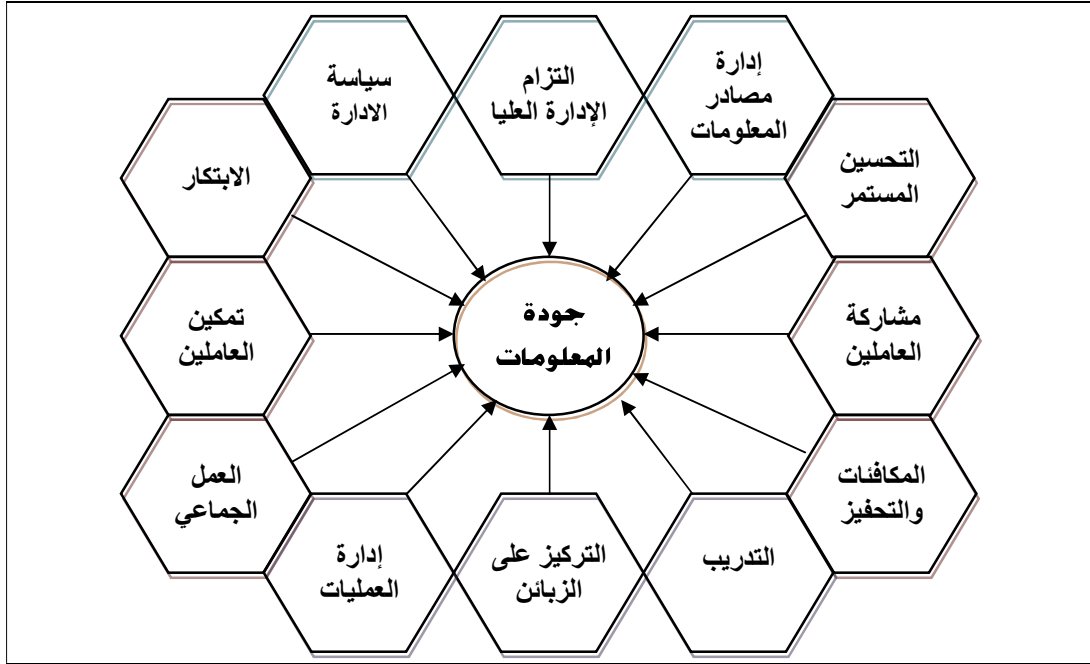 إدارة
مصادر
المعلومات
التزام
الإدارة العليا
سياسة
الادارة
التحسين
المستمر
الابتكار
مشاركة
العاملين
جودة
المعلومات
تمكين
العاملين
المكافئات
والتحفيز
العمل
الجماعي
التدريب
التركيز على
الزبائن
إدارة
العمليات